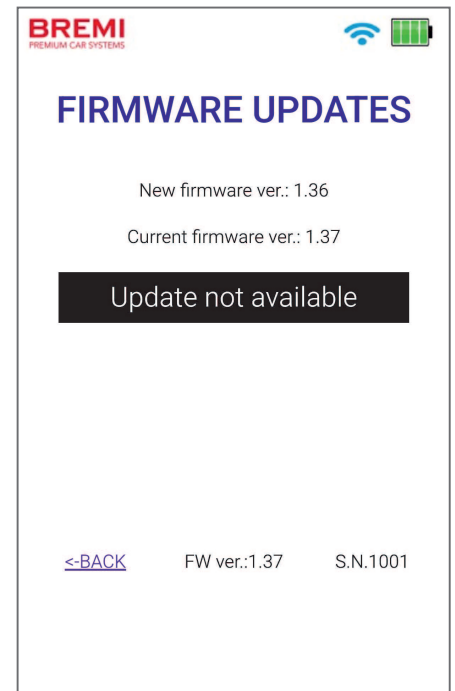 BREMI
PREMIUM CAR SYSTEMS
FIRMWARE UPDATES
New firmware ver.: 1.36
Current firmware ver.: 1.37
Update not available
<-BACK FW ver.:1.37 S.N.1001